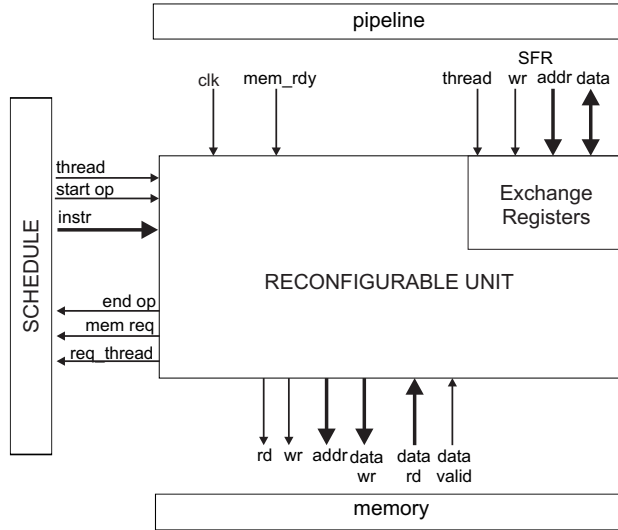 pipeline
SFR
clk
mem_rdy
thread
wr
addr
data
SCHEDULE
thread
start op
instr
Exchange
Registers
RECONFIGURABLE UNIT
end op
mem req
req_thread
rd
wr
addr
data
wr
data
rd
data
valid
memory